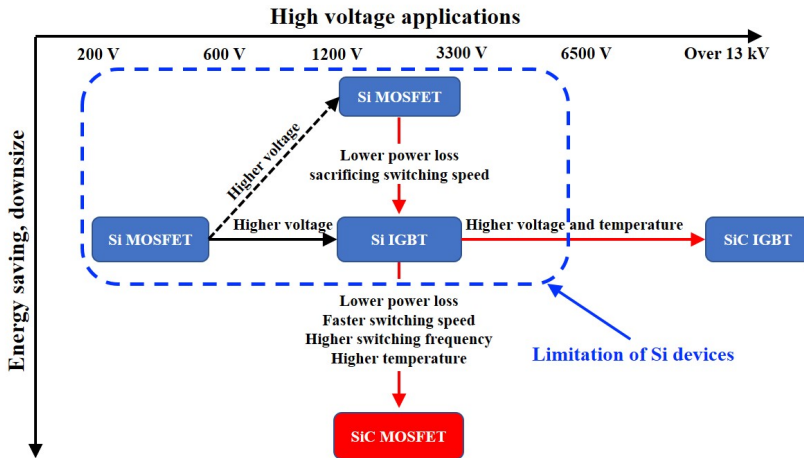 High voltage applications
200 V
600 V
1200 V
3300 V
6500 V
Over 13 kV
Energy saving, downsize
Si MOSFET
Higher voltage
Lower power loss
sacrificing switching speed
Si MOSFET
Higher voltage
Si IGBT
Higher voltage and temperature
SiC IGBT
Lower power loss
Faster switching speed
Higher switching frequency
Higher temperature
Limitation of Si devices
SiC MOSFET